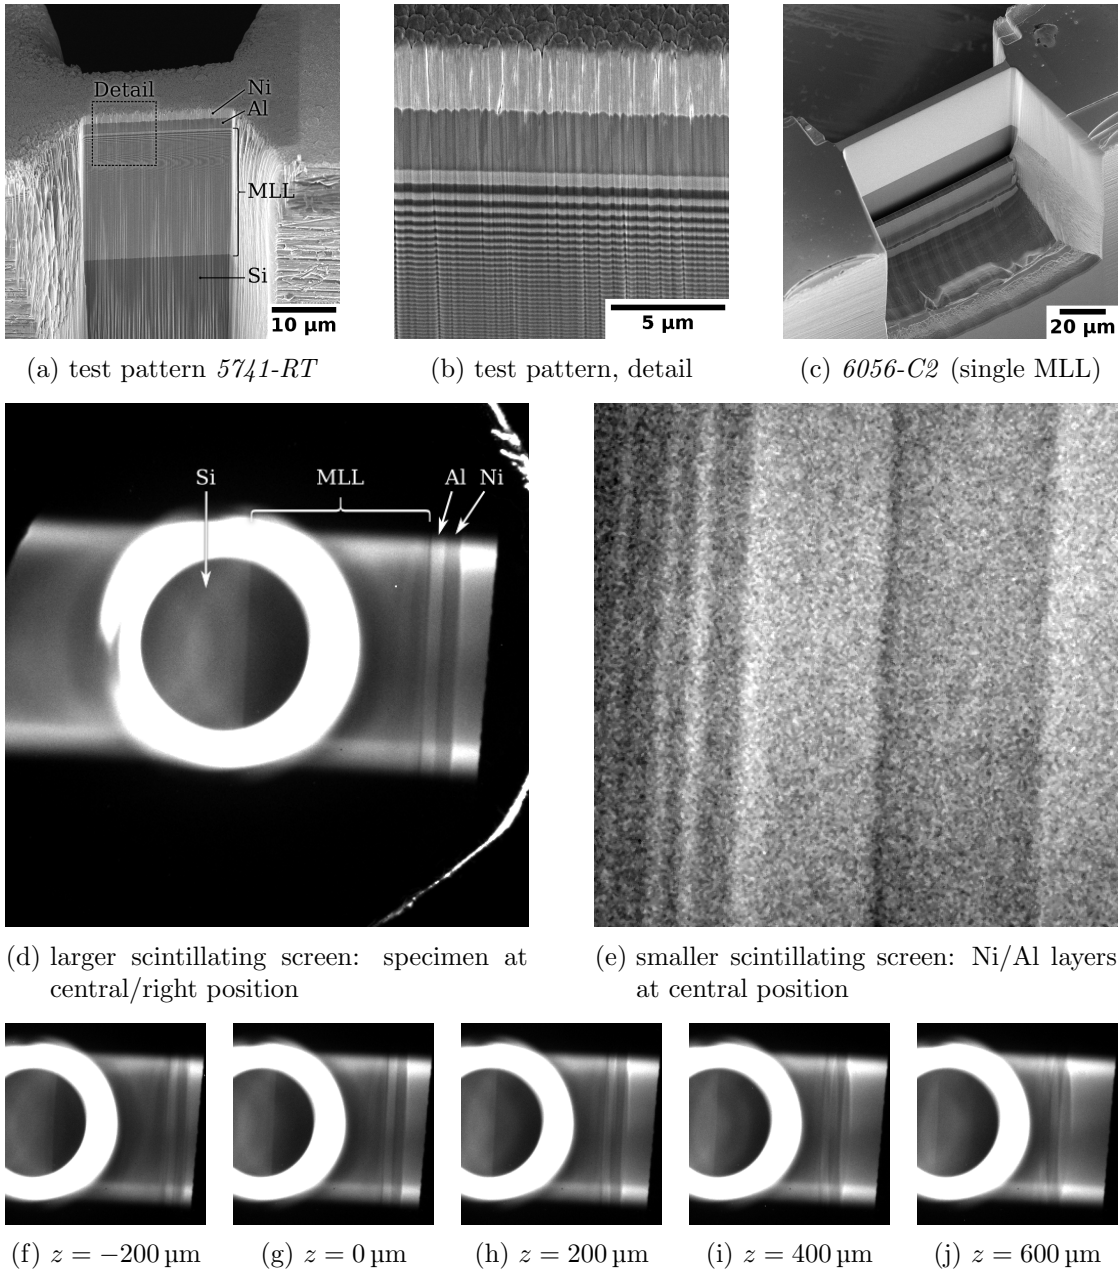 Detail
Ni
Al
MLL
Si
10 µm
5 µm
20 µm
(a) test pattern 5741-RT
(b) test pattern, detail
(c) 6056-C2 (single MLL)
Si
MLL
Al
Ni
(d) larger scintillating screen: specimen at
central/right position
(e) smaller scintillating screen: Ni/Al layers
at central position
(f) z = −200 µm
(g) z = 0 µm
(h) z = 200 µm
(i) z = 400 µm
(j) z = 600 µm